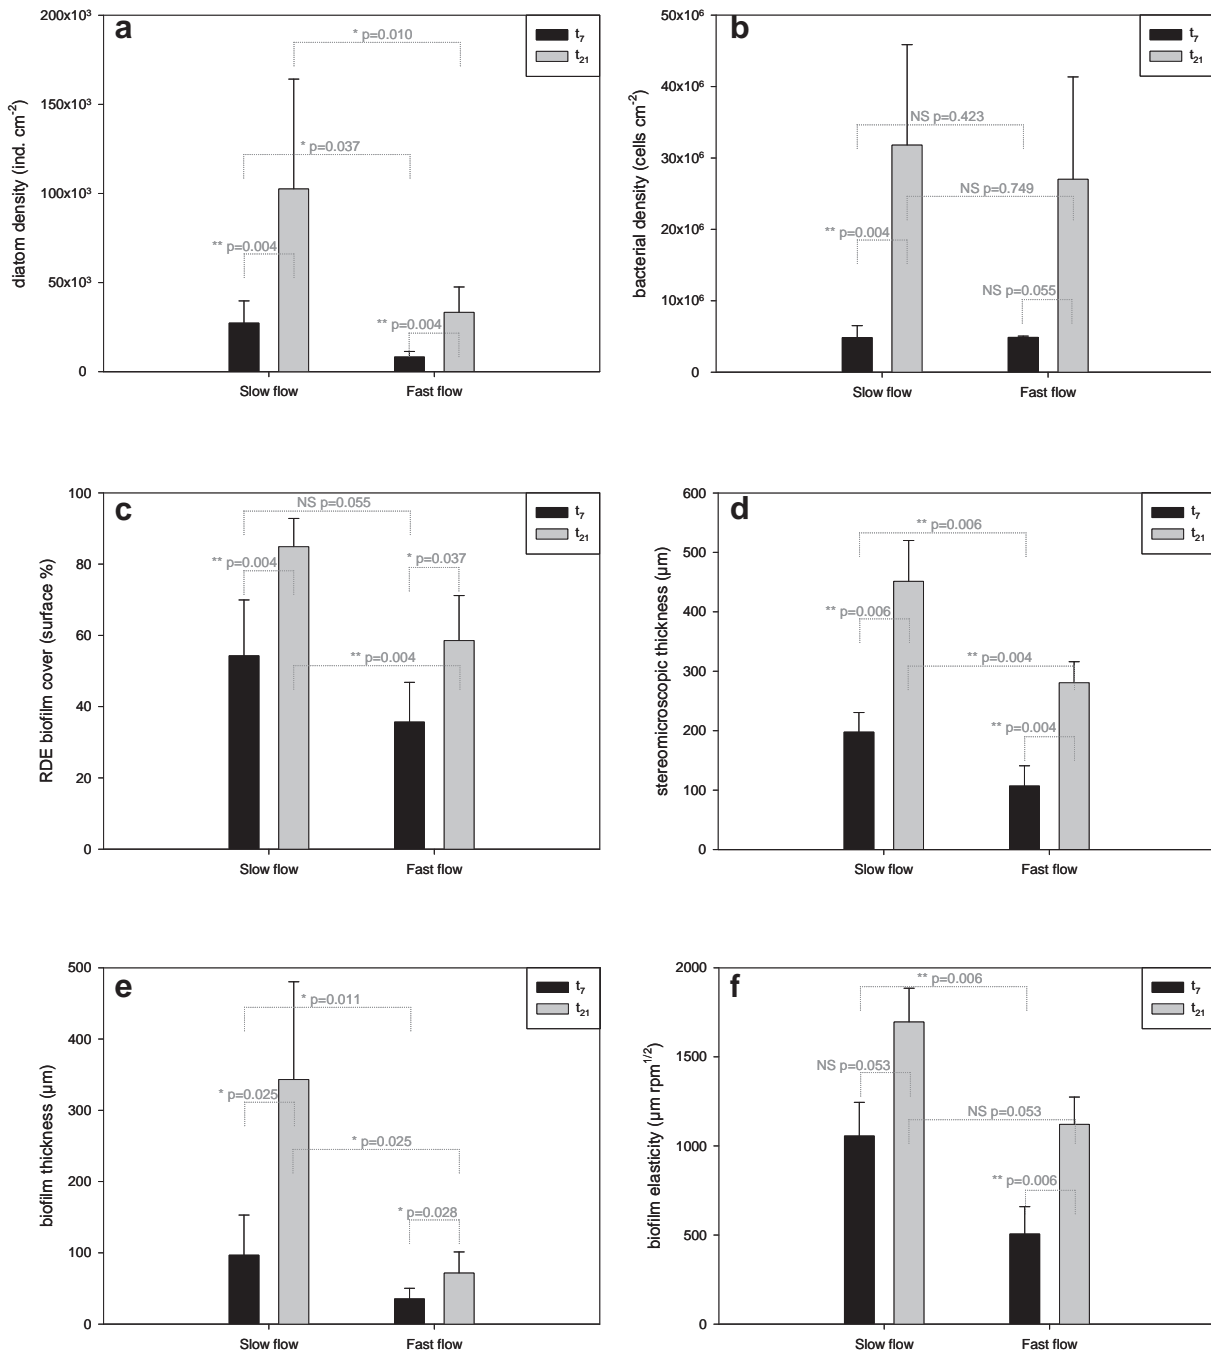 a
diatom density (ind. cm-2)
200x10³
150x10³
100x10³
50x10³
0
t7
t21
* p=0.010
* p=0.037
** p=0.004
** p=0.004
Slow flow
Fast flow
b
bacterial density (cells cm-2)
50x10⁶
40x10⁶
30x10⁶
20x10⁶
10x10⁶
0
t7
t21
NS p=0.423
NS p=0.749
** p=0.004
NS p=0.055
Slow flow
Fast flow
c
RDE biofilm cover (surface %)
100
80
60
40
20
0
t7
t21
NS p=0.055
** p=0.004
* p=0.037
** p=0.004
Slow flow
Fast flow
d
stereomicroscopic thickness (µm)
600
500
400
300
200
100
0
t7
t21
** p=0.006
** p=0.006
** p=0.004
** p=0.004
Slow flow
Fast flow
e
biofilm thickness (µm)
500
400
300
200
100
0
t7
t21
* p=0.011
* p=0.025
* p=0.025
* p=0.028
Slow flow
Fast flow
f
biofilm elasticity (µm rpm1/2)
2000
1500
1000
500
0
t7
t21
** p=0.006
NS p=0.053
NS p=0.053
** p=0.006
Slow flow
Fast flow